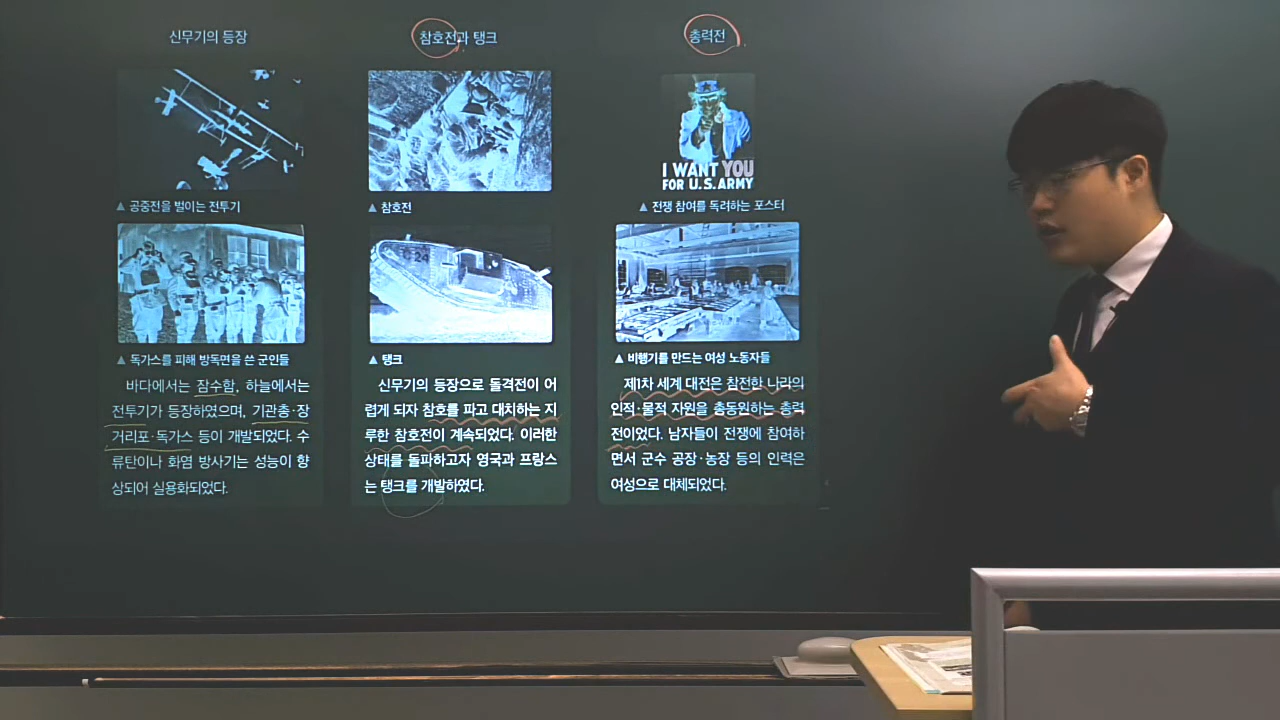 신무기의 등장
▲ 공중전을 벌이는 전투기
▲ 독가스를 피해 방독면을 쓴 군인들
바다에서는 잠수함, 하늘에서는
전투기가 등장하였으며, 기관총·장
거리포·독가스 등이 개발되었다. 수
류탄이나 화염 방사기는 성능이 향
상되어 실용화되었다.
참호전과 탱크
▲ 참호전
C 24
▲ 탱크
신무기의 등장으로 돌격전이 어
렵게 되자 참호를 파고 대치하는 지
루한 참호전이 계속되었다. 이러한
상태를 돌파하고자 영국과 프랑스
는 탱크를 개발하였다.
총력전
I WANT YOU
FOR U.S.ARMY
▲ 전쟁 참여를 독려하는 포스터
▲ 비행기를 만드는 여성 노동자들
제1차 세계 대전은 참전한 나라의
인적·물적 자원을 총동원하는 총력
전이었다. 남자들이 전쟁에 참여하
면서 군수 공장·농장 등의 인력은
여성으로 대체되었다.